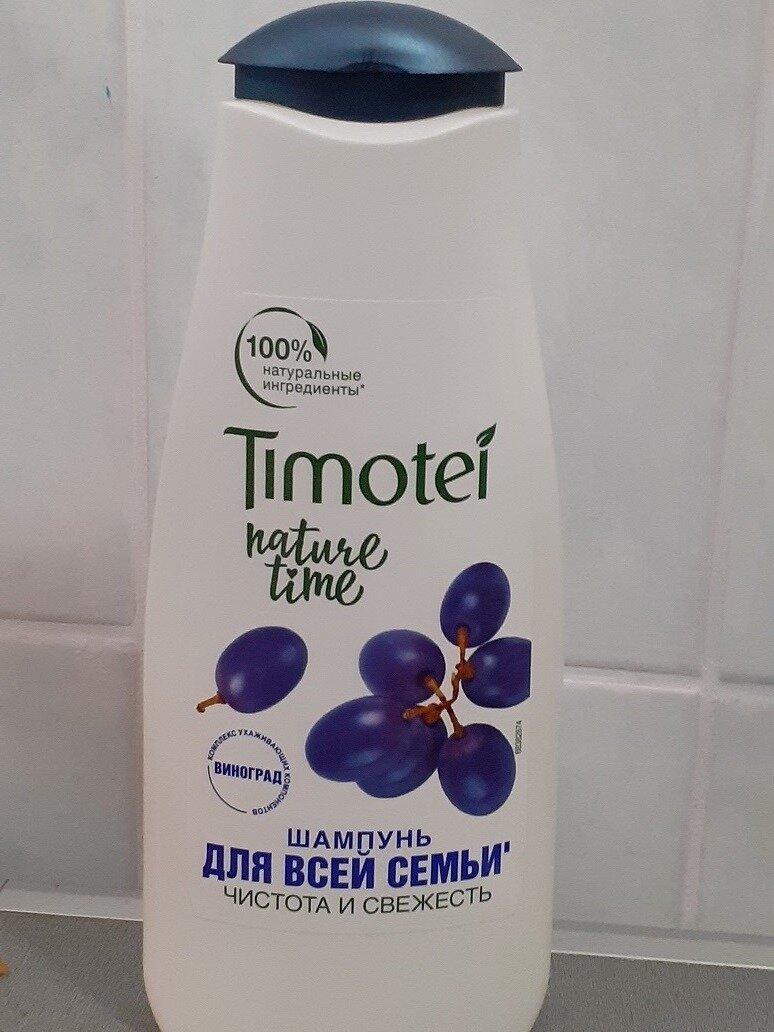 100%
натуральные
ингредиенты*
Timotei
nature
time
КОМПЛЕКС УХАЖИВАЮЩИХ КОМПОНЕНТОВ
ВИНОГРАД
ШАМПУНЬ
ДЛЯ ВСЕЙ СЕМЬИ'
ЧИСТОТА И СВЕЖЕСТЬ